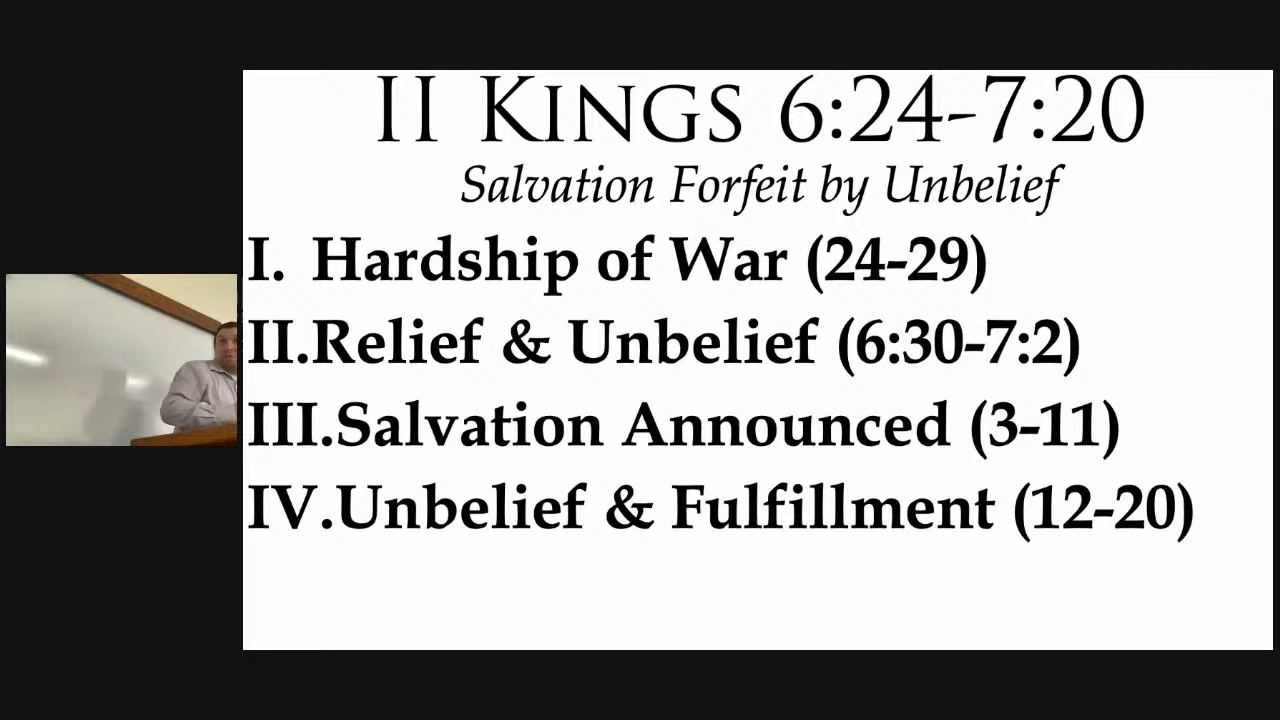 II Kings 6:24-7:20
Salvation Forfeit by Unbelief
I. Hardship of War (24-29)
II.Relief & Unbelief (6:30-7:2)
III.Salvation Announced (3-11)
IV.Unbelief & Fulfillment (12-20)